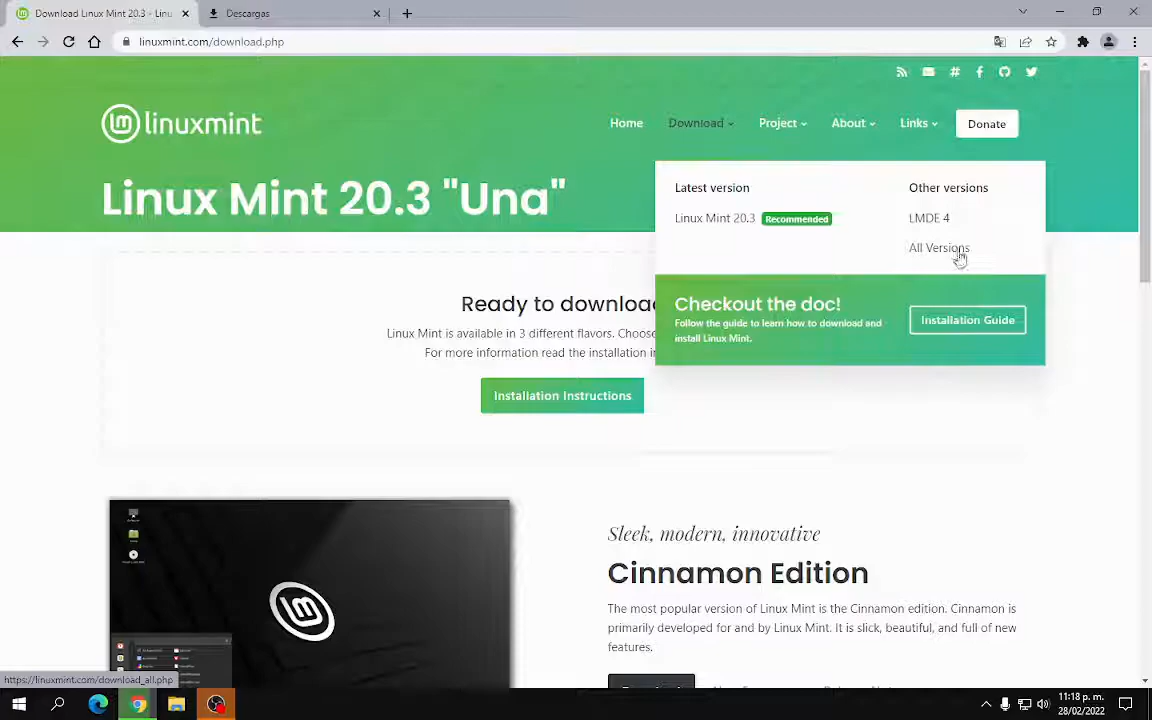 Download Linux Mint 20.3 - Linu
Descargas
linuxmint.com/download.php
linuxmint
Home
Download
Project
About
Links
Donate
Linux Mint 20.3 "Una"
Latest version
Other versions
Linux Mint 20.3 Recommended
LMDE 4
All Versions
Checkout the doc!
Follow the guide to learn how to download and
install Linux Mint.
Installation Guide
Ready to download
Linux Mint is available in 3 different flavors. Choose
For more information read the installation in
Installation Instructions
Sleek, modern, innovative
Cinnamon Edition
The most popular version of Linux Mint is the Cinnamon edition. Cinnamon is
primarily developed for and by Linux Mint. It is slick, beautiful, and full of new
features.
https://linuxmint.com/download_all.php
11:18 p. m.
28/02/2022